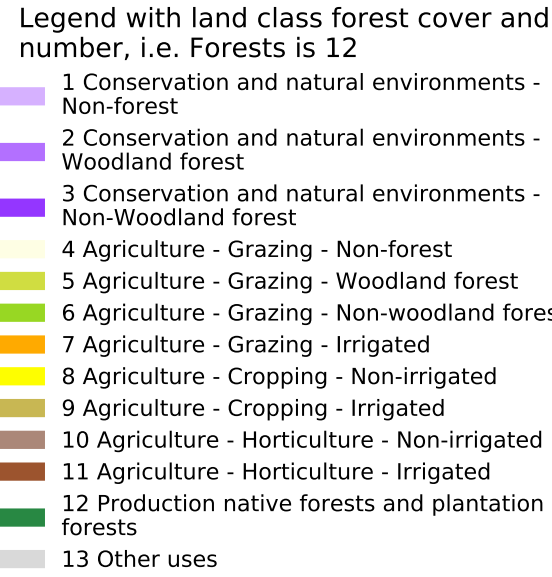 Legend with land class forest cover and
number, i.e. Forests is 12
1 Conservation and natural environments -
Non-forest
2 Conservation and natural environments -
Woodland forest
3 Conservation and natural environments -
Non-Woodland forest
4 Agriculture - Grazing - Non-forest
5 Agriculture - Grazing - Woodland forest
6 Agriculture - Grazing - Non-woodland fores
7 Agriculture - Grazing - Irrigated
8 Agriculture - Cropping - Non-irrigated
9 Agriculture - Cropping - Irrigated
10 Agriculture - Horticulture - Non-irrigated
11 Agriculture - Horticulture - Irrigated
12 Production native forests and plantation
forests
13 Other uses